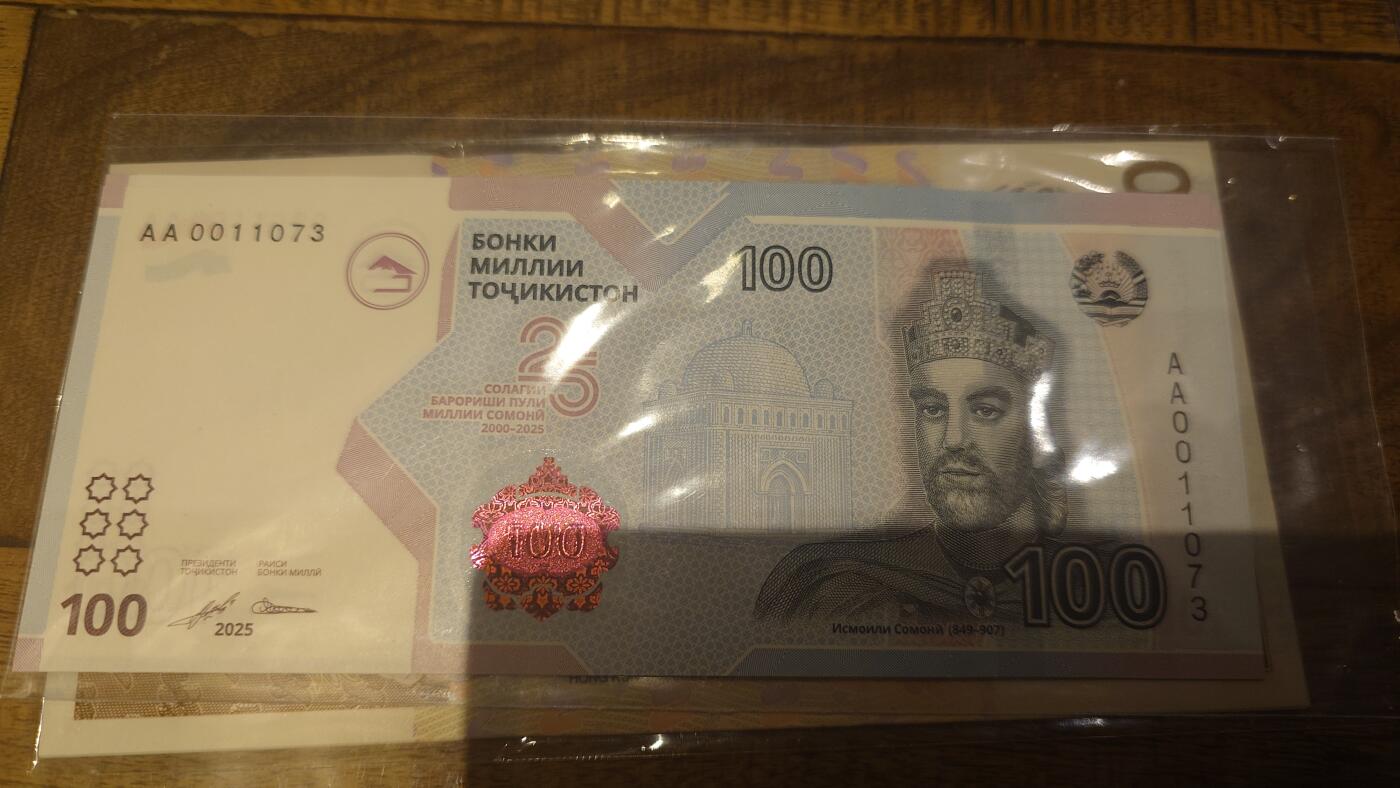 AA 0011073
БОНКИ
МИЛЛИИ
ТОҶИКИСТОН
100
25
СОЛАГИИ
БАРОРИШИ ПУЛИ
МИЛЛИИ СОМОНӢ
2000–2025
100
ПРЕЗИДЕНТИ
ТОҶИКИСТОН
РАИСИ
БОНКИ МИЛЛӢ
100
2025
Исмоили Сомонӣ (849–907)
100
AA0011073